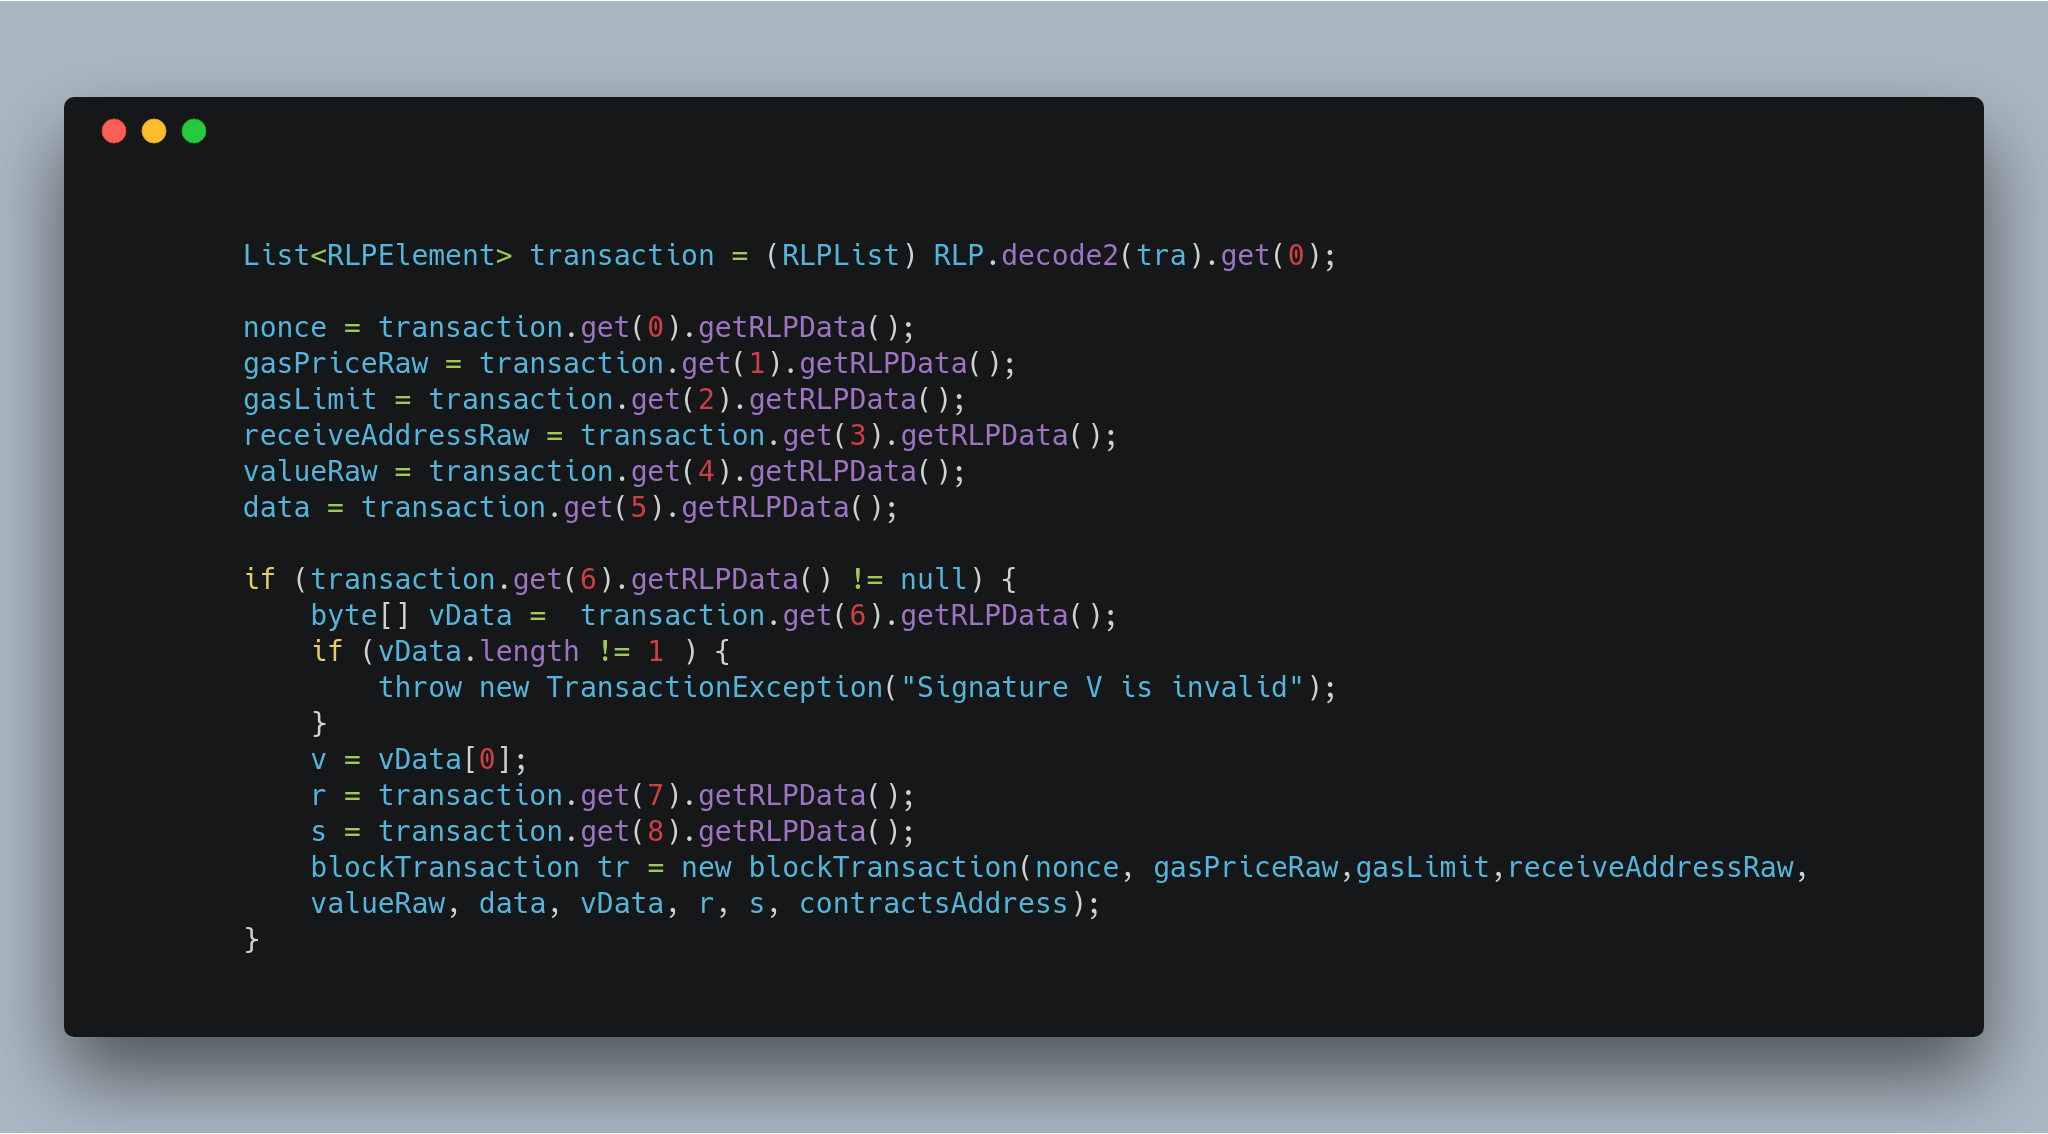 List<RLPElement> transaction = (RLPList) RLP.decode2(tra).get(0);

nonce = transaction.get(0).getRLPData();
gasPriceRaw = transaction.get(1).getRLPData();
gasLimit = transaction.get(2).getRLPData();
receiveAddressRaw = transaction.get(3).getRLPData();
valueRaw = transaction.get(4).getRLPData();
data = transaction.get(5).getRLPData();

if (transaction.get(6).getRLPData() != null) {
    byte[] vData =  transaction.get(6).getRLPData();
    if (vData.length != 1 ) {
        throw new TransactionException("Signature V is invalid");
    }
    v = vData[0];
    r = transaction.get(7).getRLPData();
    s = transaction.get(8).getRLPData();
    blockTransaction tr = new blockTransaction(nonce, gasPriceRaw,gasLimit,receiveAddressRaw,
    valueRaw, data, vData, r, s, contractsAddress);
}